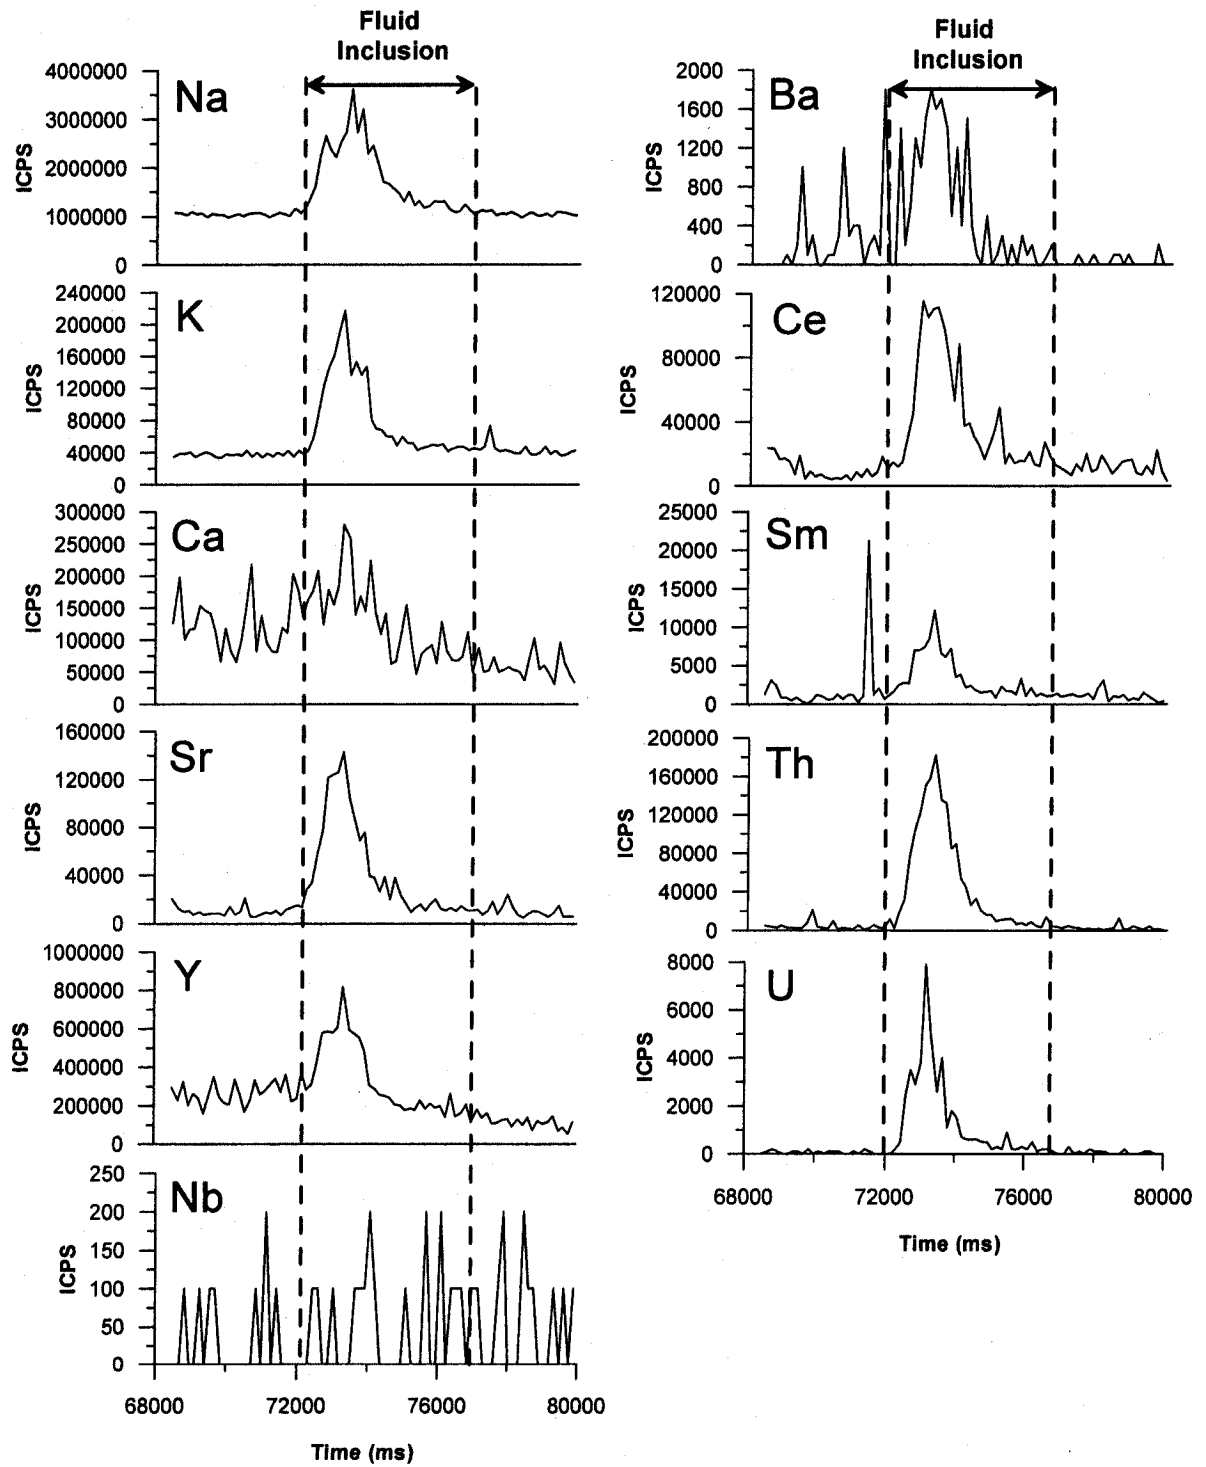 Fluid
Inclusion
Na
ICPS
4000000
3000000
2000000
1000000
0
K
ICPS
240000
200000
160000
120000
80000
40000
0
Ca
ICPS
300000
250000
200000
150000
100000
50000
0
Sr
ICPS
160000
120000
80000
40000
0
Y
ICPS
1000000
800000
600000
400000
200000
0
Nb
ICPS
250
200
150
100
50
0
68000 72000 76000 80000
Time (ms)
Fluid
Inclusion
Ba
ICPS
2000
1600
1200
800
400
0
Ce
ICPS
120000
80000
40000
0
Sm
ICPS
25000
20000
15000
10000
5000
0
Th
ICPS
200000
160000
120000
80000
40000
0
U
ICPS
8000
6000
4000
2000
0
68000 72000 76000 80000
Time (ms)